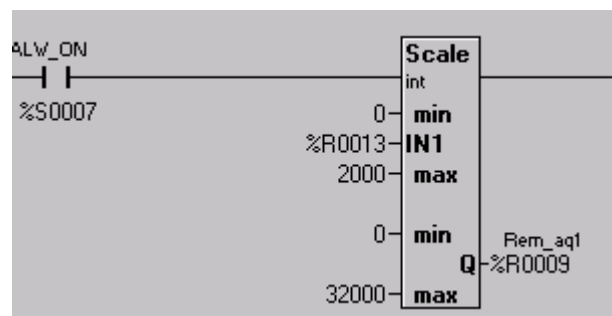 ALW_ON
%S0007
Scale
int
0 min
%R0013 IN1
2000 max
0 min
Rem_aq1
Q %R0009
32000 max